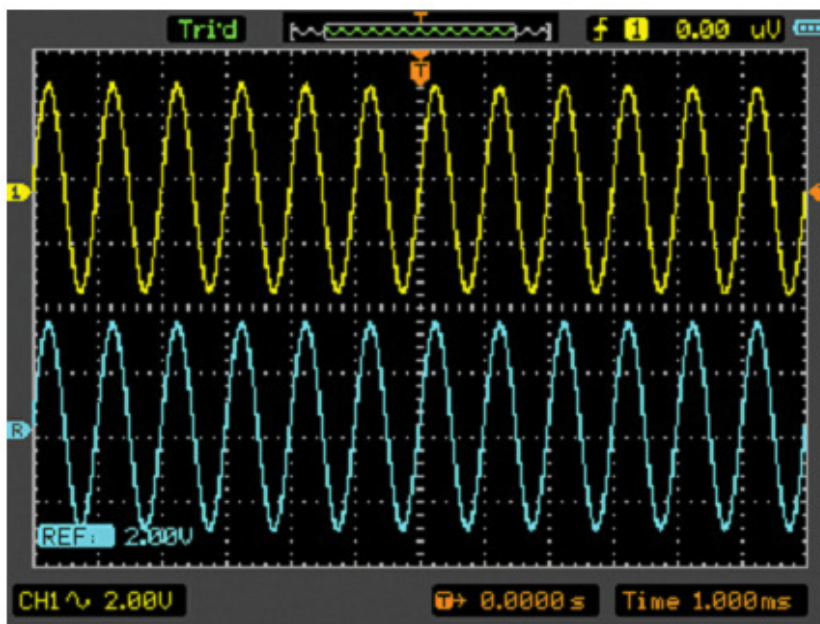 Tri'd 1 0.00 uV
T
1
R
REF: 2.00V
CH1 2.00V T 0.0000s Time 1.000ms